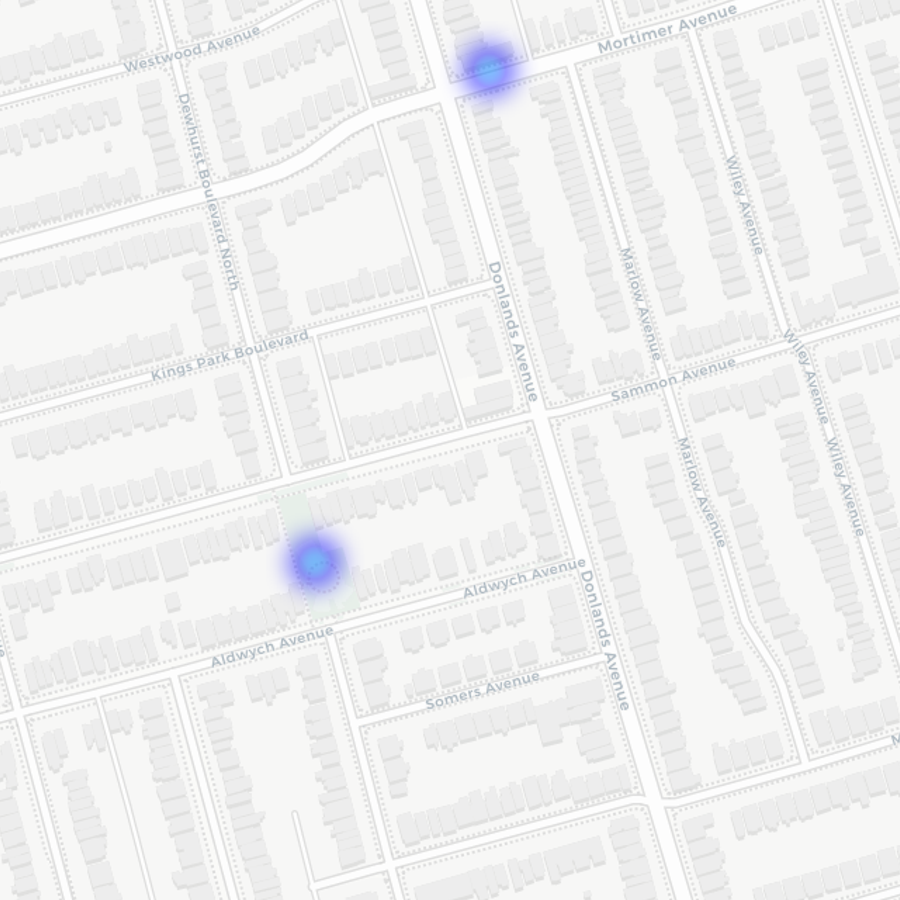 Mortimer Avenue
Westwood Avenue
Dewhurst Boulevard North
Wiley Avenue
Marlow Avenue
Donlands Avenue
Kings Park Boulevard
Sammon Avenue
Wiley Avenue
Marlow Avenue
Wiley Avenue
Aldwych Avenue
Donlands Avenue
Aldwych Avenue
Somers Avenue